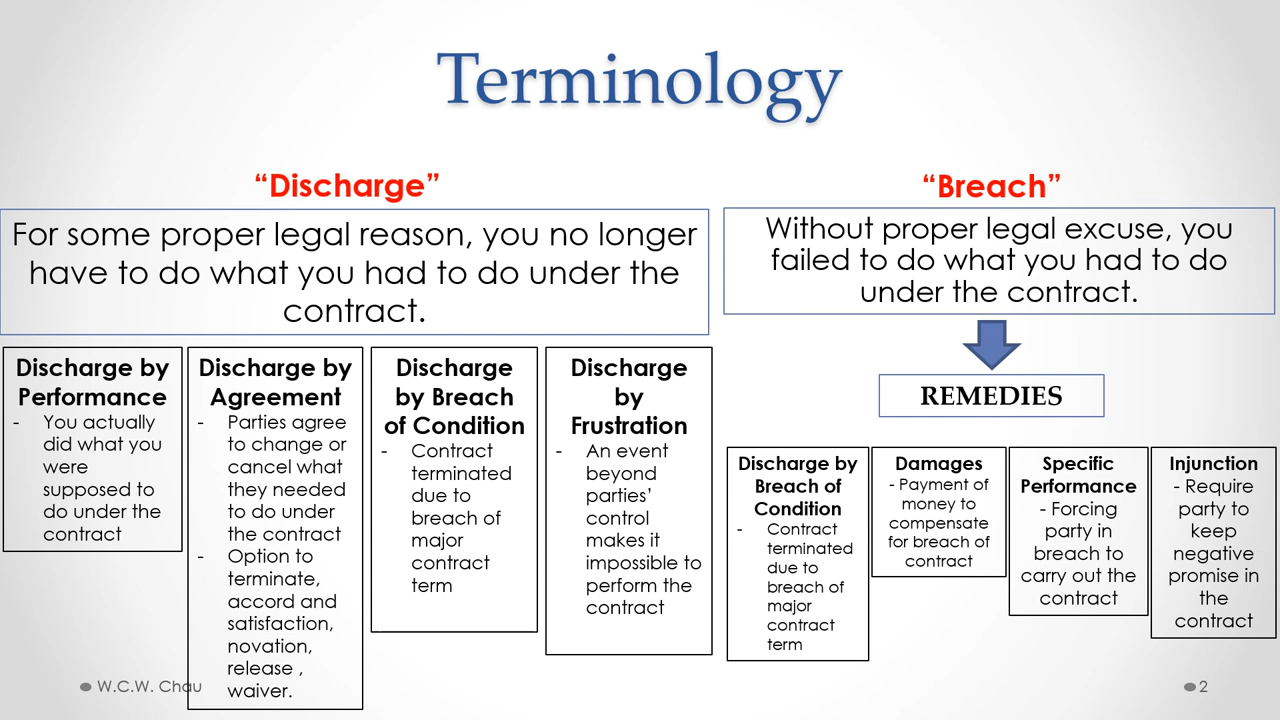 Terminology
“Discharge”
For some proper legal reason, you no longer
have to do what you had to do under the
contract.
Discharge by
Performance
- You actually
did what you
were
supposed to
do under the
contract
Discharge by
Agreement
- Parties agree
to change or
cancel what
they needed
to do under
the contract
- Option to
terminate,
accord and
satisfaction,
novation,
release ,
waiver.
Discharge
by Breach
of Condition
- Contract
terminated
due to
breach of
major
contract
term
Discharge
by
Frustration
- An event
beyond
parties’
control
makes it
impossible to
perform the
contract
“Breach”
Without proper legal excuse, you
failed to do what you had to do
under the contract.
REMEDIES
Discharge by
Breach of
Condition
- Contract
terminated
due to
breach of
major
contract
term
Damages
- Payment of
money to
compensate
for breach of
contract
Specific
Performance
- Forcing
party in
breach to
carry out the
contract
Injunction
- Require
party to
keep
negative
promise in
the
contract
W.C.W. Chau
2